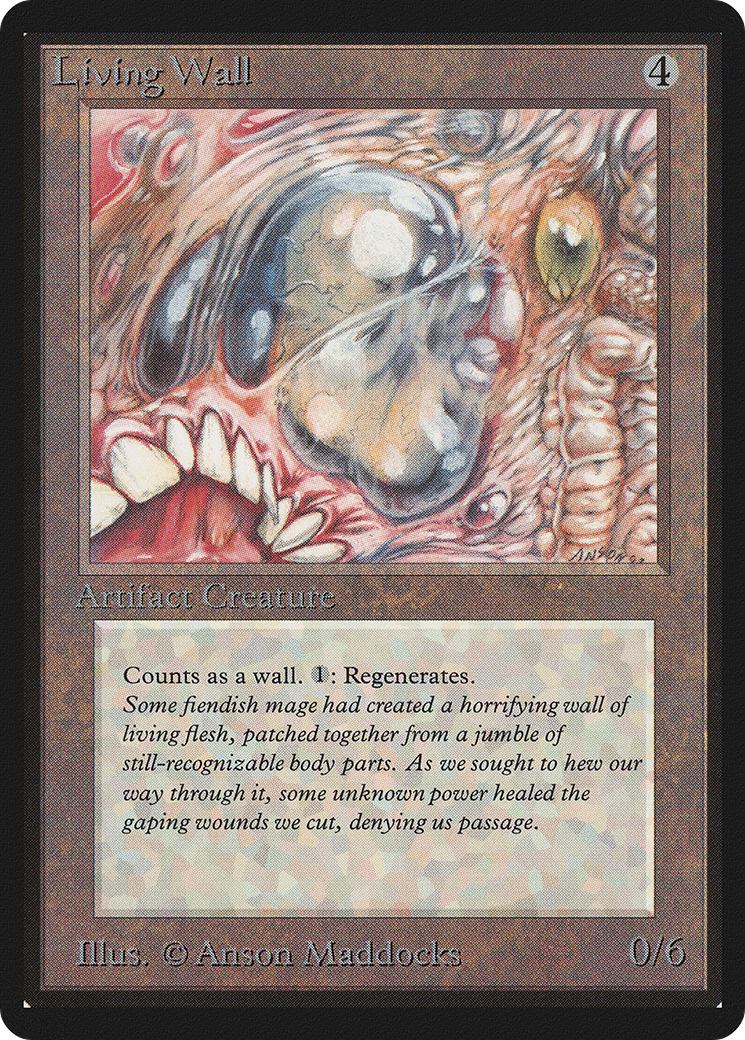 Living Wall 4
ANSON 93
Artifact Creature
Counts as a wall. 1: Regenerates.
Some fiendish mage had created a horrifying wall of
living flesh, patched together from a jumble of
still-recognizable body parts. As we sought to hew our
way through it, some unknown power healed the
gaping wounds we cut, denying us passage.
Illus. © Anson Maddocks 0/6